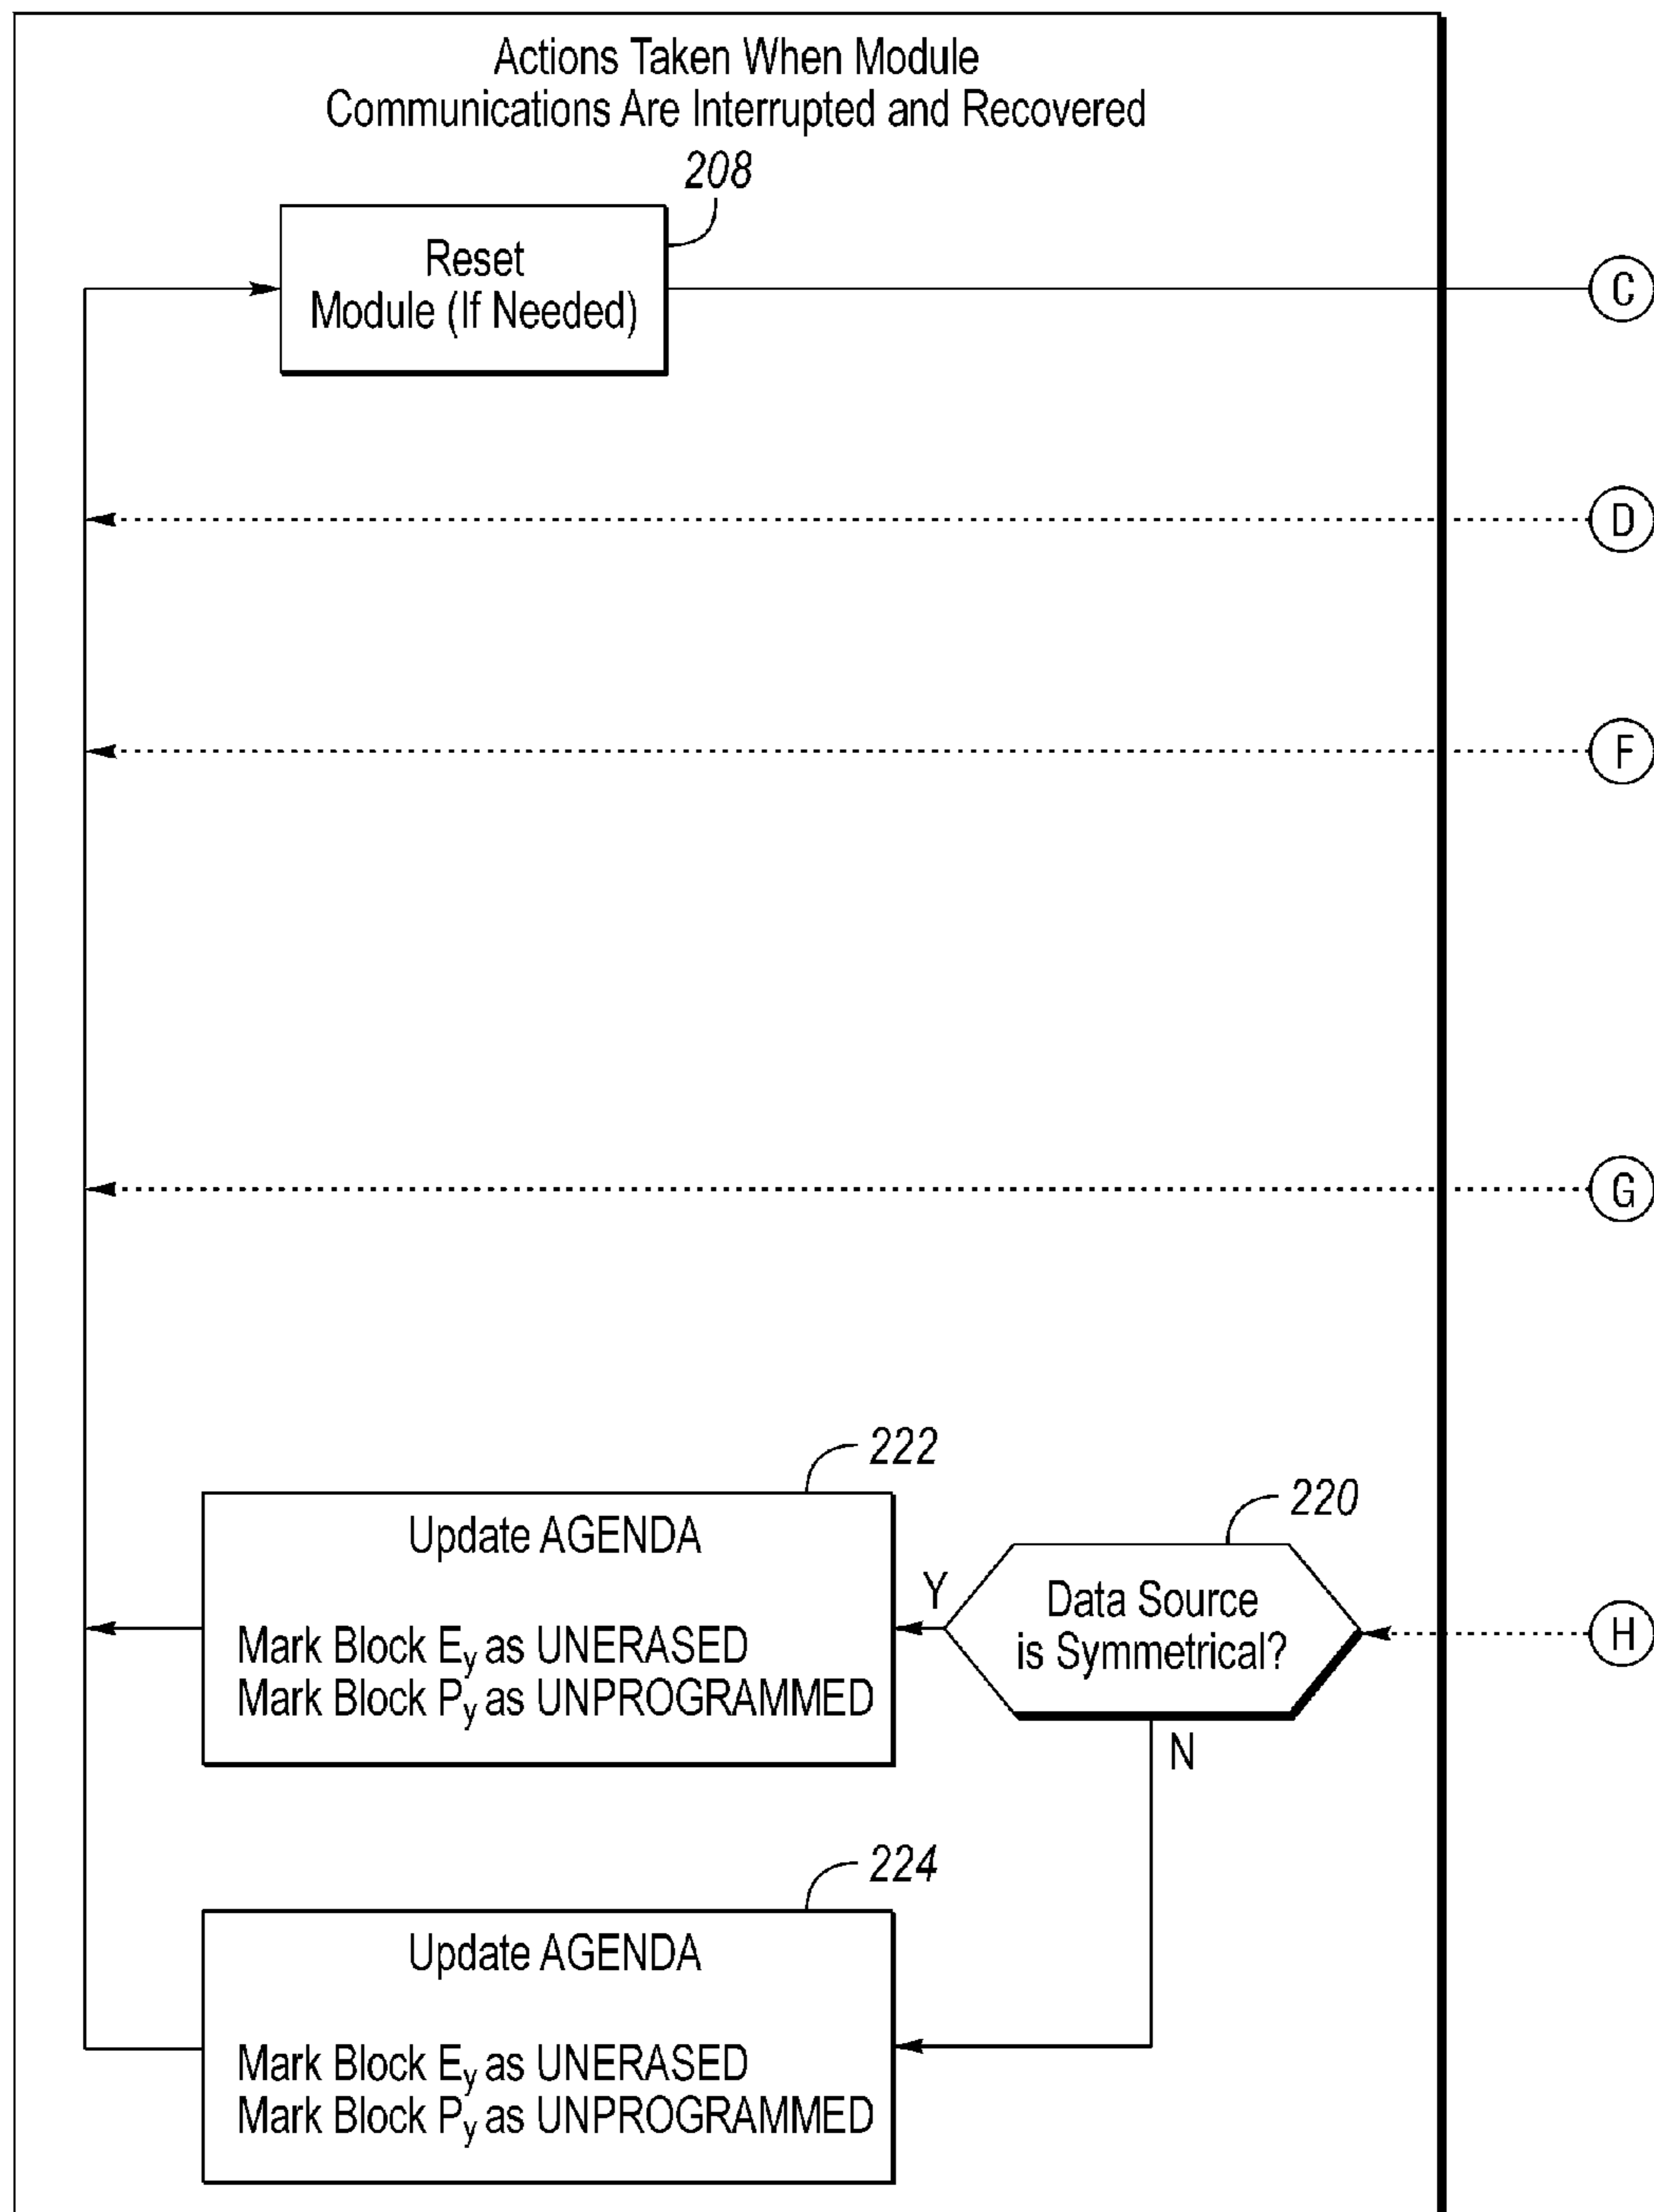 Actions Taken When Module
Communications Are Interrupted and Recovered
208
Reset
Module (If Needed)
C
D
F
G
222
220
Update AGENDA
Mark Block Ey as UNERASED
Mark Block Py as UNPROGRAMMED
Y
Data Source
is Symmetrical?
H
N
224
Update AGENDA
Mark Block Ey as UNERASED
Mark Block Py as UNPROGRAMMED